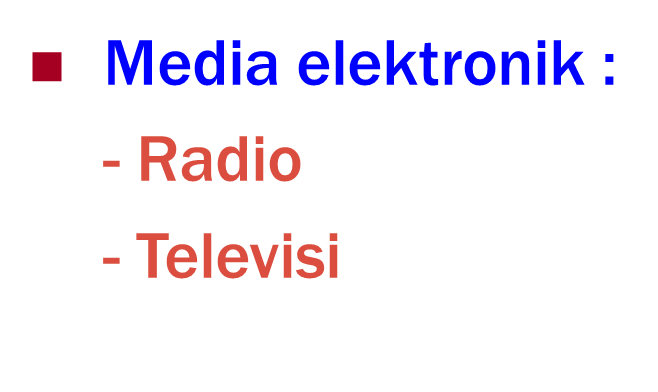 ■ Media elektronik :
- Radio
- Televisi